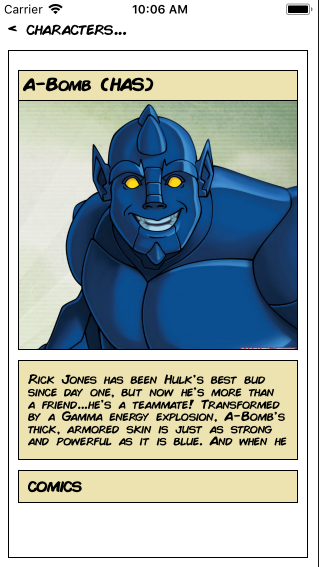 Carrier 10:06 AM
< CHARACTERS...
A-BOMB (HAS)
RICK JONES HAS BEEN HULK'S BEST BUD
SINCE DAY ONE, BUT NOW HE'S MORE THAN
A FRIEND...HE'S A TEAMMATE! TRANSFORMED
BY A GAMMA ENERGY EXPLOSION, A-BOMB'S
THICK, ARMORED SKIN IS JUST AS STRONG
AND POWERFUL AS IT IS BLUE. AND WHEN HE
COMICS